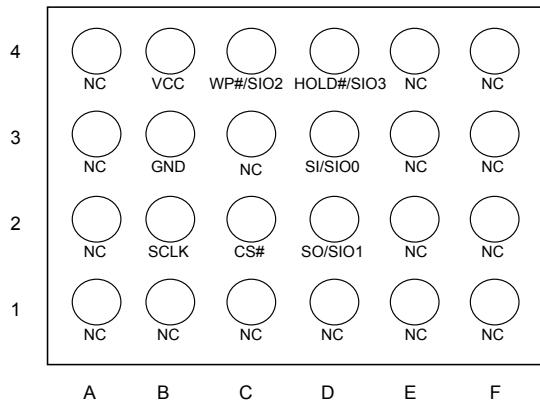 4
NC VCC WP#/SIO2 HOLD#/SIO3 NC NC
3
NC GND NC SI/SIO0 NC NC
2
NC SCLK CS# SO/SIO1 NC NC
1
NC NC NC NC NC NC
A B C D E F